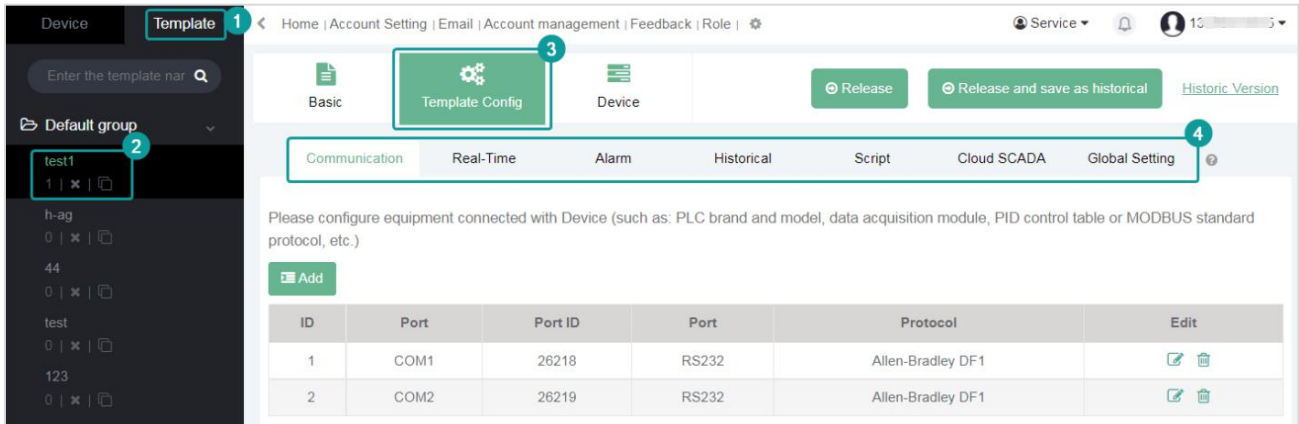 Device Template 1
Home | Account Setting | Email | Account management | Feedback | Role |
Service
13 5
Enter the template nar
Default group
2
test1
1 |
h-ag
0 |
44
0 |
test
0 |
123
0 |
3
Basic Template Config Device
Release Release and save as historical Historic Version
4
Communication Real-Time Alarm Historical Script Cloud SCADA Global Setting
Please configure equipment connected with Device (such as: PLC brand and model, data acquisition module, PID control table or MODBUS standard
protocol, etc.)
Add
ID Port Port ID Port Protocol Edit
1 COM1 26218 RS232 Allen-Bradley DF1
2 COM2 26219 RS232 Allen-Bradley DF1